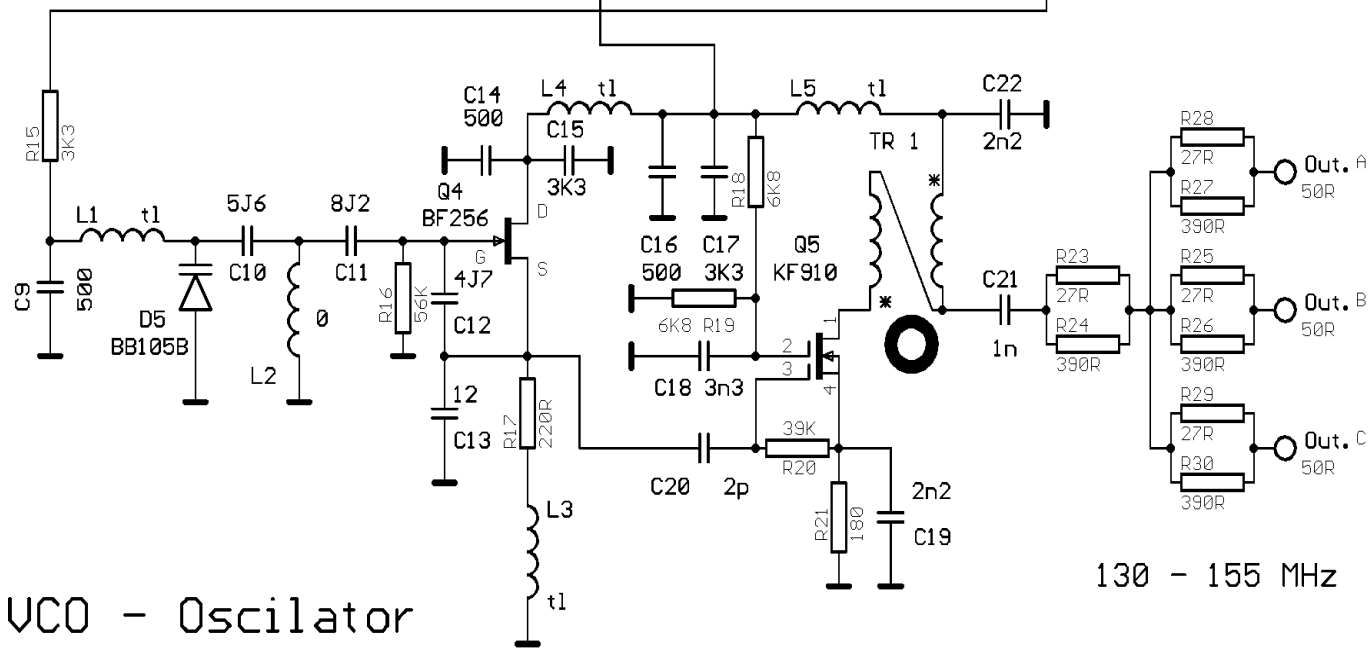 R15
3K3
L1
tl
C9
500
D5
BB105B
5J6
C10
8J2
C11
L2
0
R16
56K
C14
500
Q4
BF256
D
G
S
4J7
C12
12
C13
R17
220R
L3
tl
L4
tl
C15
3K3
C16
500
C17
3K3
R18
6K8
6K8
R19
C18
3n3
C20
2p
39K
R20
R21
180
2n2
C19
Q5
KF910
1
2
3
4
L5
tl
TR 1
*
*
C22
2n2
C21
1n
R23
27R
R24
390R
R28
27R
R27
390R
Out. A
50R
R25
27R
R26
390R
Out. B
50R
R29
27R
R30
390R
Out. C
50R
130 - 155 MHz
VCO - Oscilator